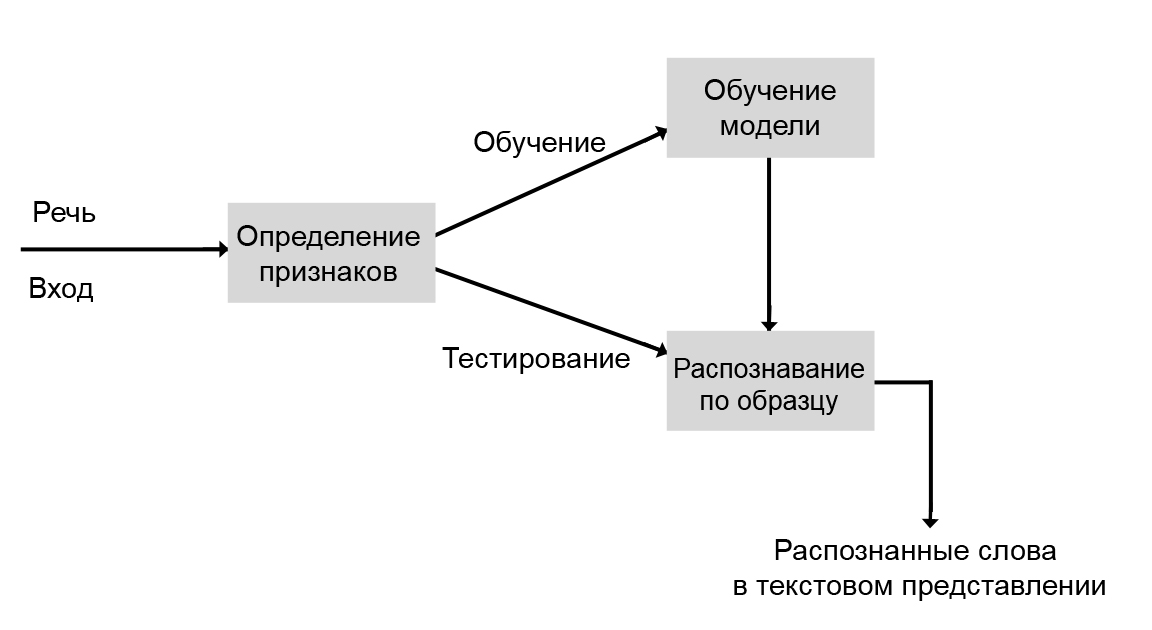 Речь
Вход
Определение
признаков
Обучение
Тестирование
Обучение
модели
Распознавание
по образцу
Распознанные слова
в текстовом представлении